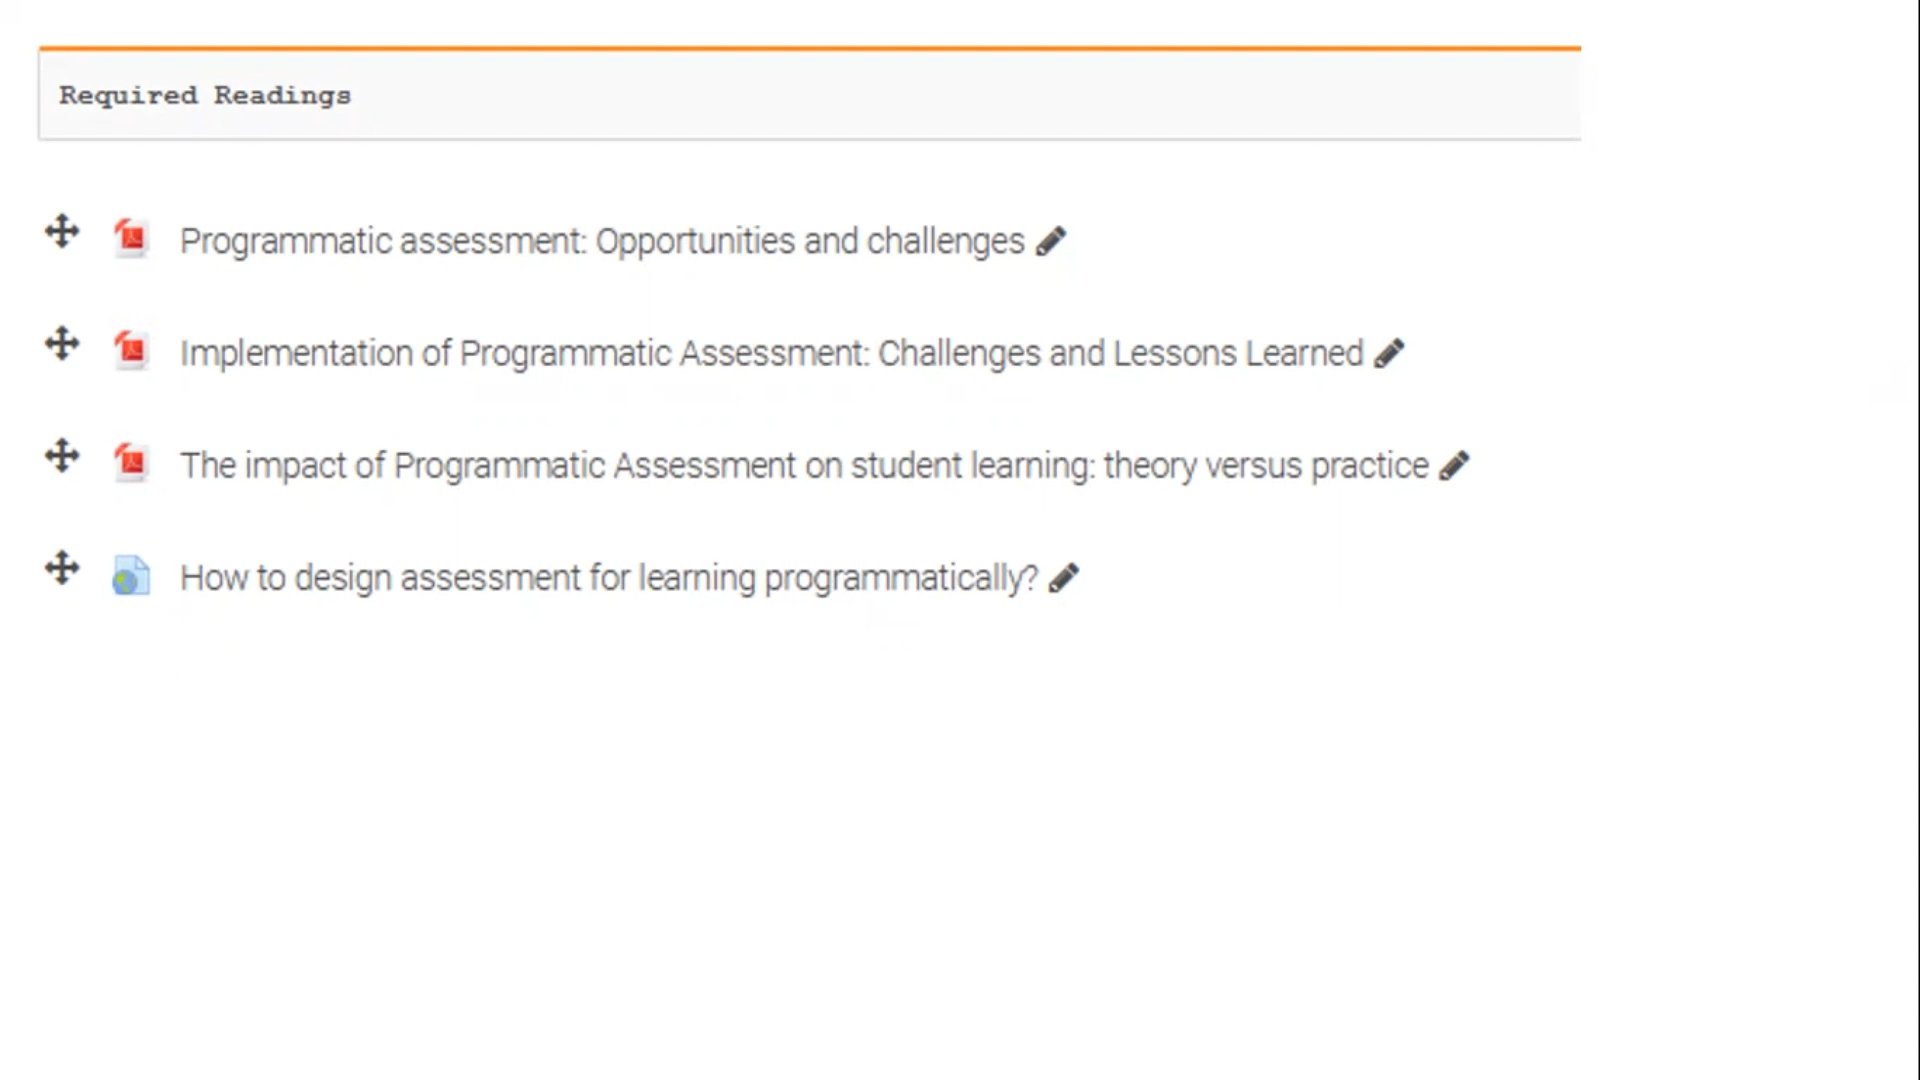 Required Readings
Programmatic assessment: Opportunities and challenges
Implementation of Programmatic Assessment: Challenges and Lessons Learned
The impact of Programmatic Assessment on student learning: theory versus practice
How to design assessment for learning programmatically?